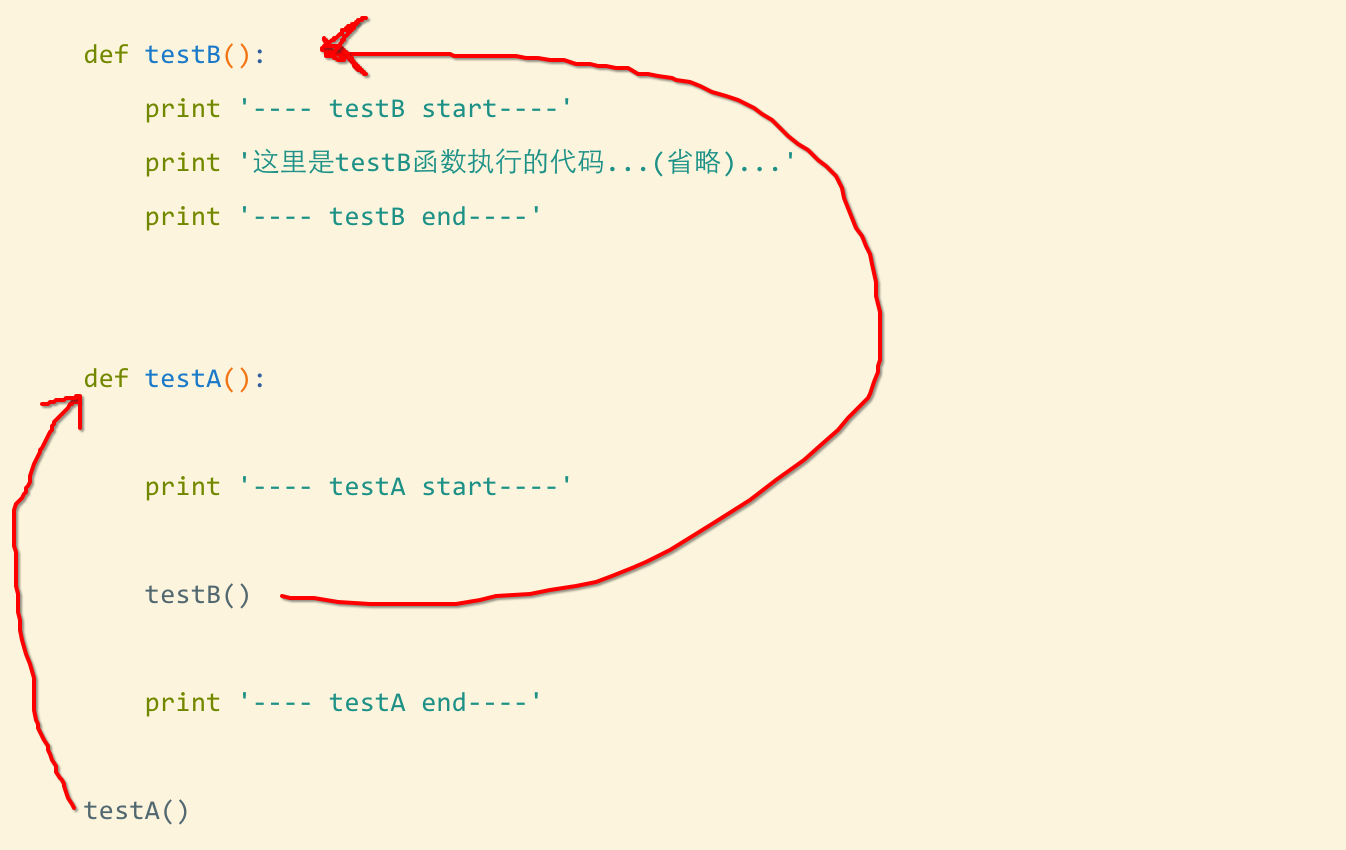 def testB():
    print '---- testB start----'
    print '这里是testB函数执行的代码...(省略)...'
    print '---- testB end----'
def testA():
    print '---- testA start----'
    testB()
    print '---- testA end----'
testA()